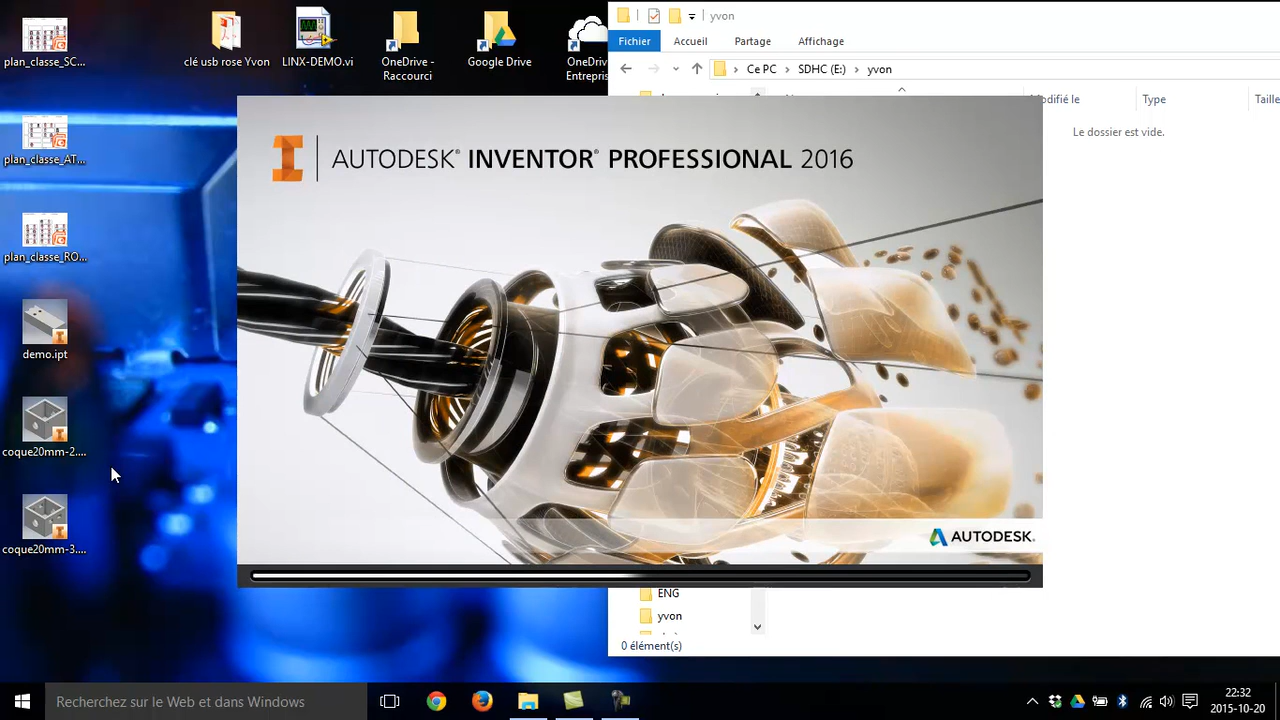 plan_classe_SC...
clé usb rose Yvon
LINX-DEMO.vi
OneDrive -
Raccourci
Google Drive
OneDriv
Entrepris
plan_classe_AT...
plan_classe_RO...
demo.ipt
coque20mm-2....
coque20mm-3....
yvon
Fichier
Accueil
Partage
Affichage
Ce PC
SDHC (E:)
yvon
odifié le
Type
Taille
Le dossier est vide.
AUTODESK® INVENTOR® PROFESSIONAL 2016
AUTODESK.
ENG
yvon
0 élément(s)
Recherchez sur le Web et dans Windows
22:32
2015-10-20